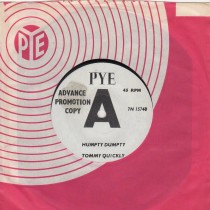 PYE
PYE
45 RPM
ADVANCE
PROMOTION
COPY
A
7N 15748
HUMPTY DUMPTY
TOMMY QUICKLY